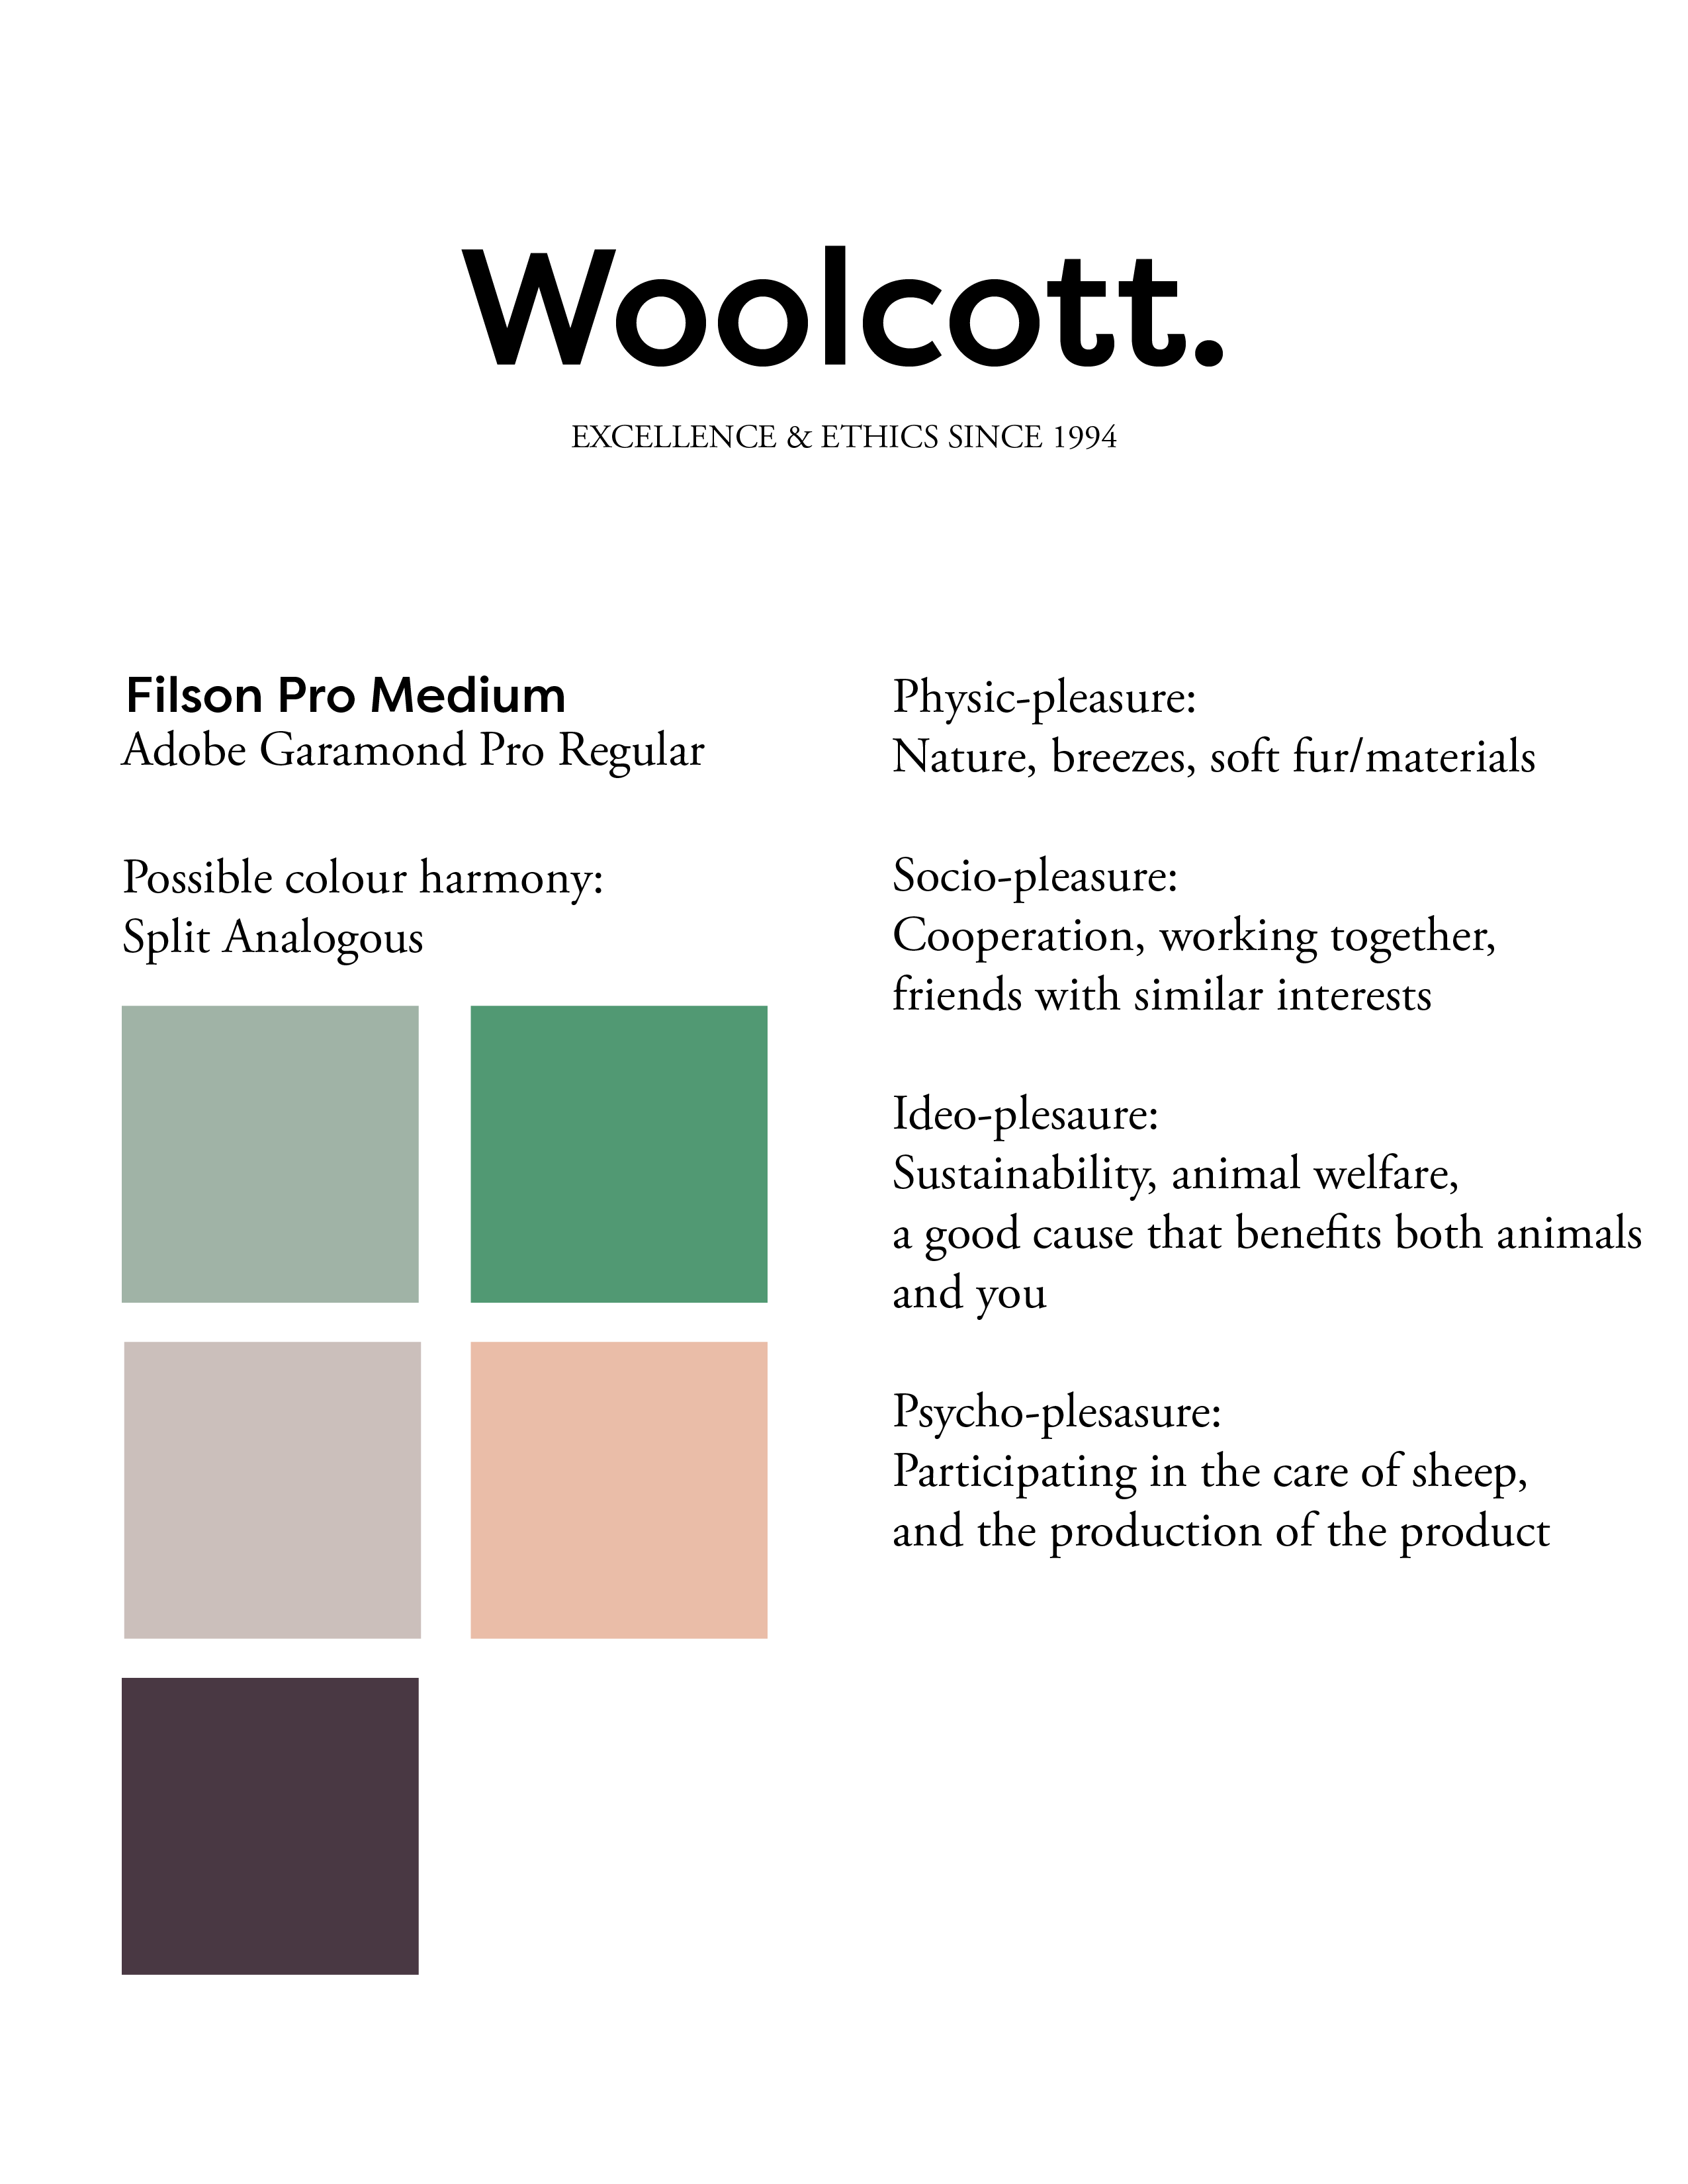 Woolcott.
EXCELLENCE & ETHICS SINCE 1994
Filson Pro Medium
Adobe Garamond Pro Regular
Possible colour harmony:
Split Analogous
Physic-pleasure:
Nature, breezes, soft fur/materials
Socio-pleasure:
Cooperation, working together,
friends with similar interests
Ideo-plesaure:
Sustainability, animal welfare,
a good cause that benefits both animals
and you
Psycho-plesasure:
Participating in the care of sheep,
and the production of the product